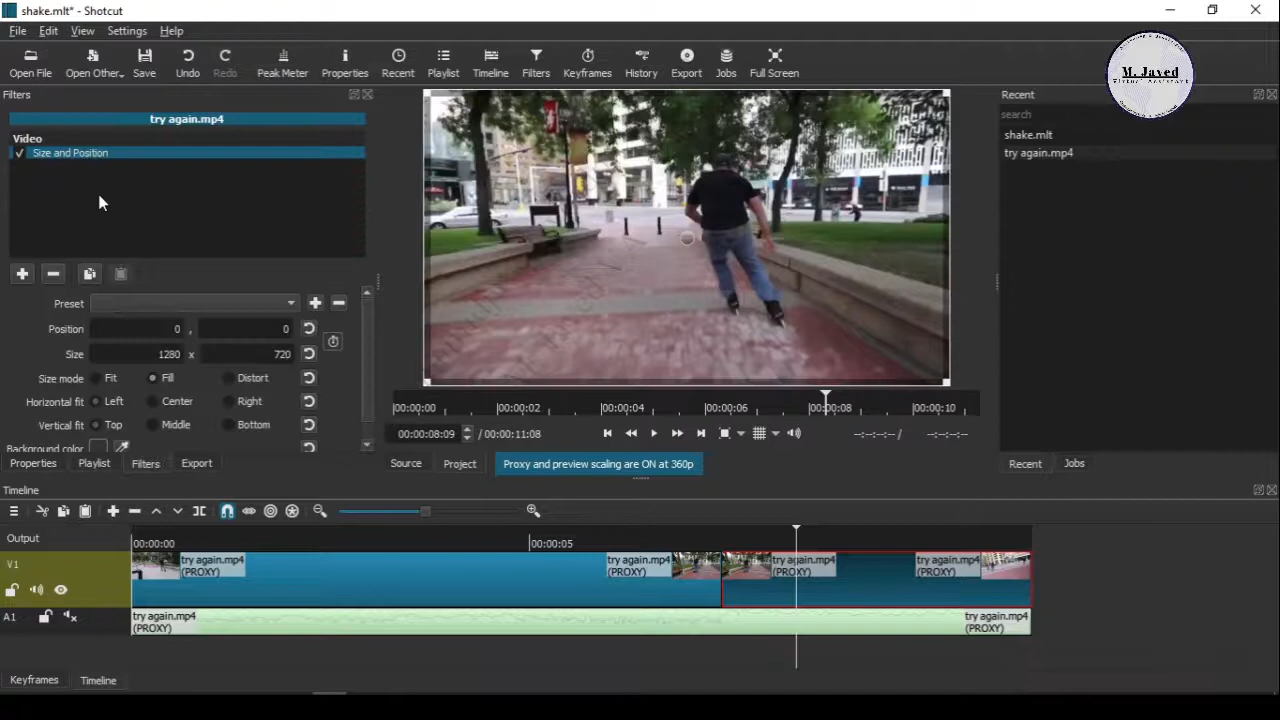 shake.mlt* - Shotcut
File Edit View Settings Help
Open File Open Other Save Undo Redo Peak Meter Properties Recent Playlist Timeline Filters Keyframes History Export Jobs Full Screen
M. Javed
Virtual Assistant
Filters
try again.mp4
Video
Size and Position
Preset
Position 0 , 0
Size 1280 x 720
Size mode Fit Fill Distort
Horizontal fit Left Center Right
Vertical fit Top Middle Bottom
Background color
Properties Playlist Filters Export
00:00:00 00:00:02 00:00:04 00:00:06 00:00:08 00:00:10
00:00:08:09 / 00:00:11:08 --:--:--:-- / --:--:--:--
Source Project Proxy and preview scaling are ON at 360p
Recent
search
shake.mlt
try again.mp4
Recent Jobs
Timeline
Output
00:00:00 00:00:05
V1
try again.mp4 try again.mp4 try again.mp4 try again.mp4
(PROXY) (PROXY) (PROXY) (PROXY)
A1
try again.mp4 try again.mp4
(PROXY) (PROXY)
Keyframes Timeline